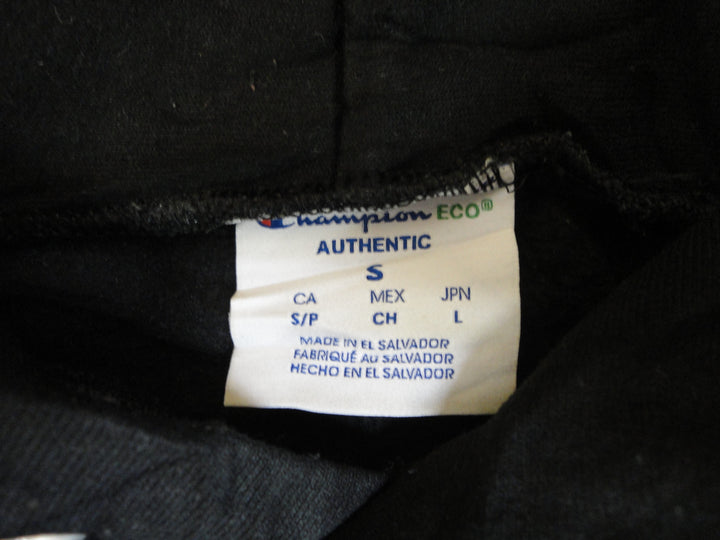 Champion ECO®
AUTHENTIC
S
CA MEX JPN
S/P CH L
MADE IN EL SALVADOR
FABRIQUÉ AU SALVADOR
HECHO EN EL SALVADOR